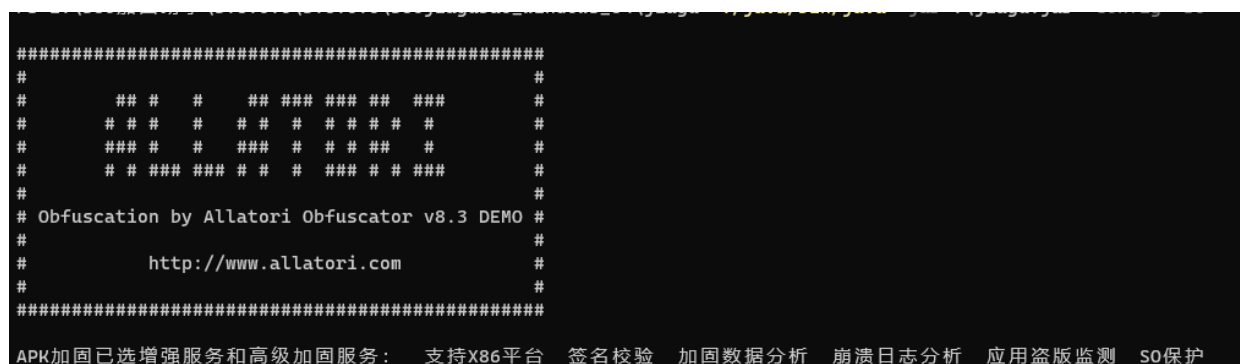 ################################################
#                                              #
#        ## #   #    ## ### ### ##  ###        #
#       # # #   #   # #  #  # # # #  #         #
#       ### #   #   ###  #  # # ##   #         #
#       # # ### ### # #  #  ### # # ###        #
#                                              #
# Obfuscation by Allatori Obfuscator v8.3 DEMO #
#                                              #
#           http://www.allatori.com            #
#                                              #
################################################
APK加固已选增强服务和高级加固服务: 支持X86平台 签名校验 加固数据分析 崩溃日志分析 应用盗版监测 SO保护